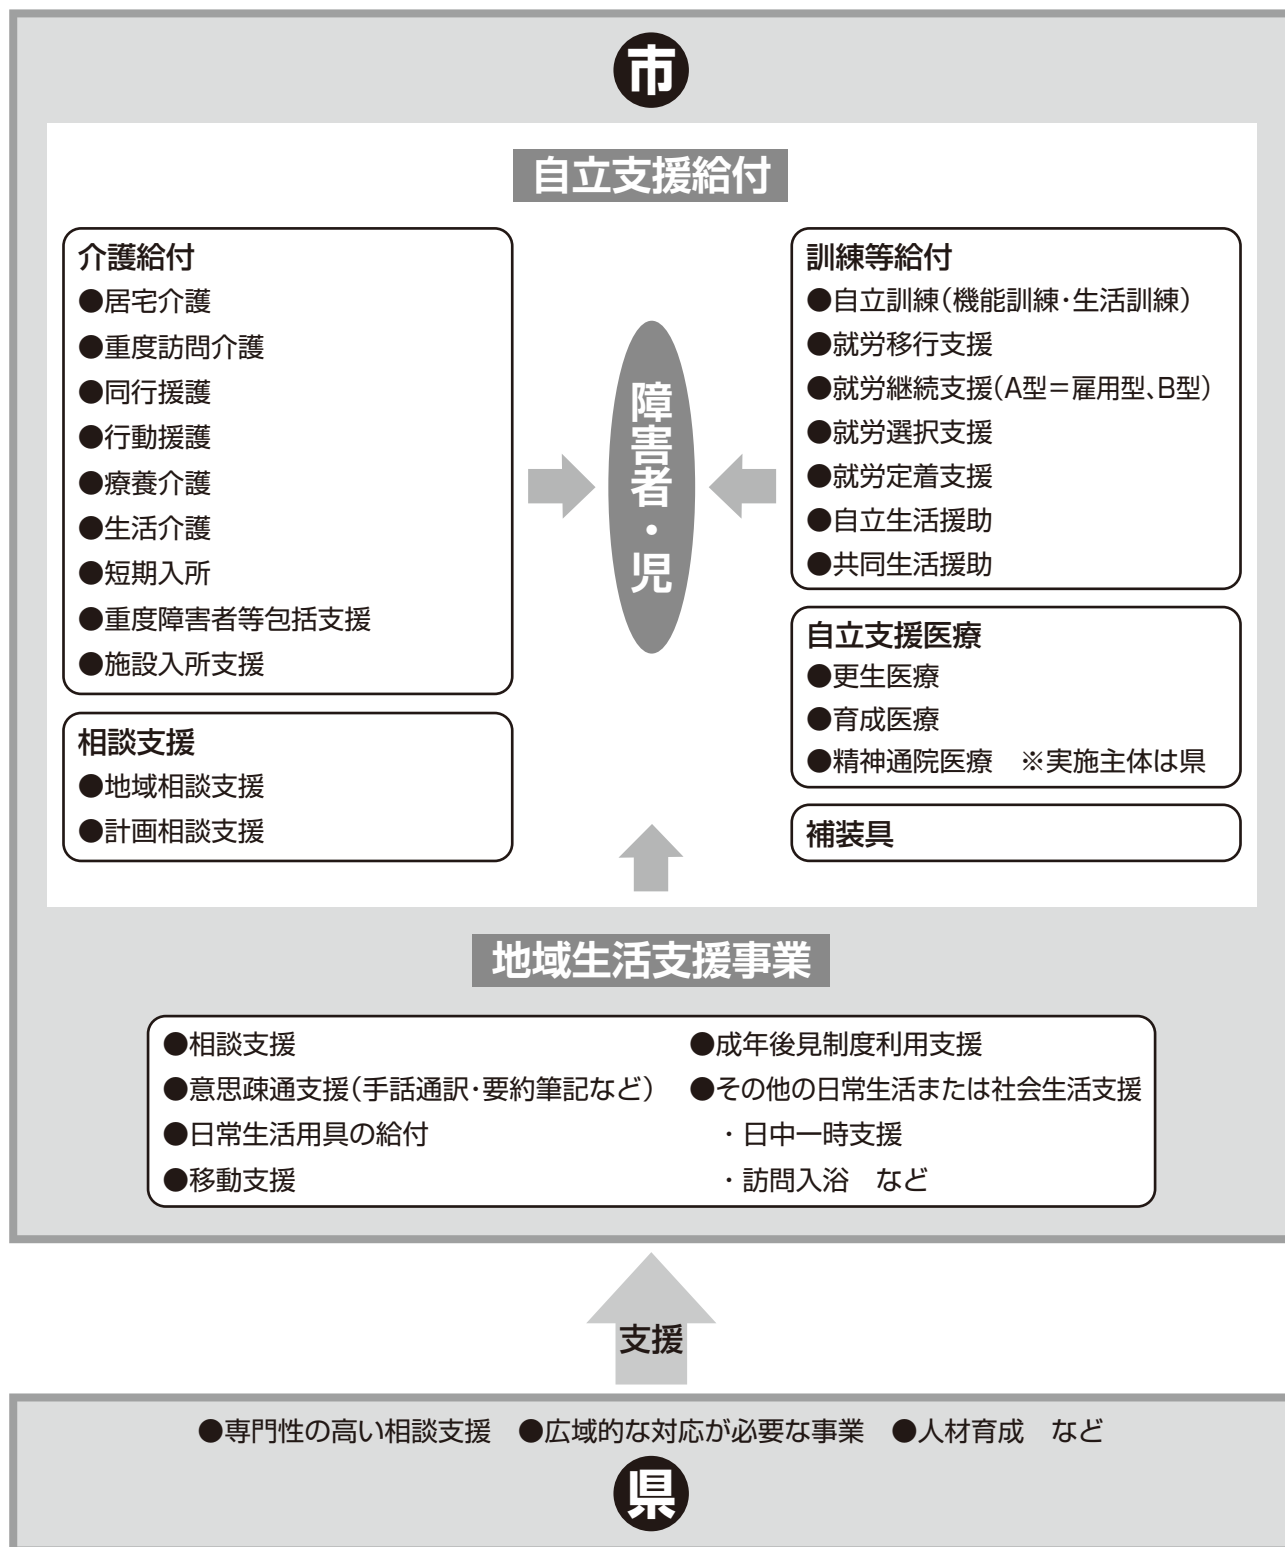 市
自立支援給付
介護給付
●居宅介護
●重度訪問介護
●同行援護
●行動援護
●療養介護
●生活介護
●短期入所
●重度障害者等包括支援
●施設入所支援
相談支援
●地域相談支援
●計画相談支援
障害者・児
訓練等給付
●自立訓練(機能訓練・生活訓練)
●就労移行支援
●就労継続支援(A型=雇用型、B型)
●就労選択支援
●就労定着支援
●自立生活援助
●共同生活援助
自立支援医療
●更生医療
●育成医療
●精神通院医療　※実施主体は県
補装具
地域生活支援事業
●相談支援
●意思疎通支援(手話通訳・要約筆記など)
●日常生活用具の給付
●移動支援
●成年後見制度利用支援
●その他の日常生活または社会生活支援
・日中一時支援
・訪問入浴　など
支援
●専門性の高い相談支援　●広域的な対応が必要な事業　●人材育成　など
県